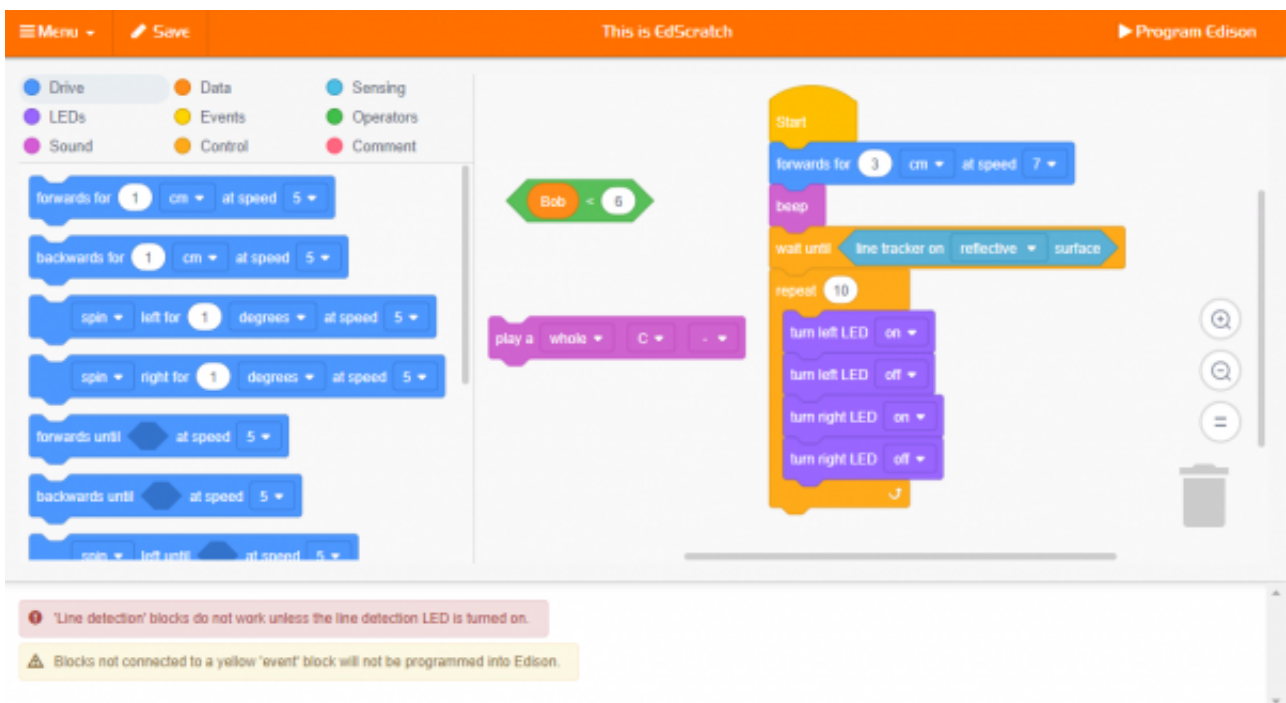 Menu Save This is EdScratch Program Edison
Drive Data Sensing
LEDs Events Operators
Sound Control Comment
forwards for 1 cm at speed 5
backwards for 1 cm at speed 5
spin left for 1 degrees at speed 5
spin right for 1 degrees at speed 5
forwards until at speed 5
backwards until at speed 5
spin left until at speed 5
Bob < 6
play a whole C -
Start
forwards for 3 cm at speed 7
beep
wait until line tracker on reflective surface
repeat 10
turn left LED on
turn left LED off
turn right LED on
turn right LED off
'Line detection' blocks do not work unless the line detection LED is turned on.
Blocks not connected to a yellow 'event' block will not be programmed into Edison.